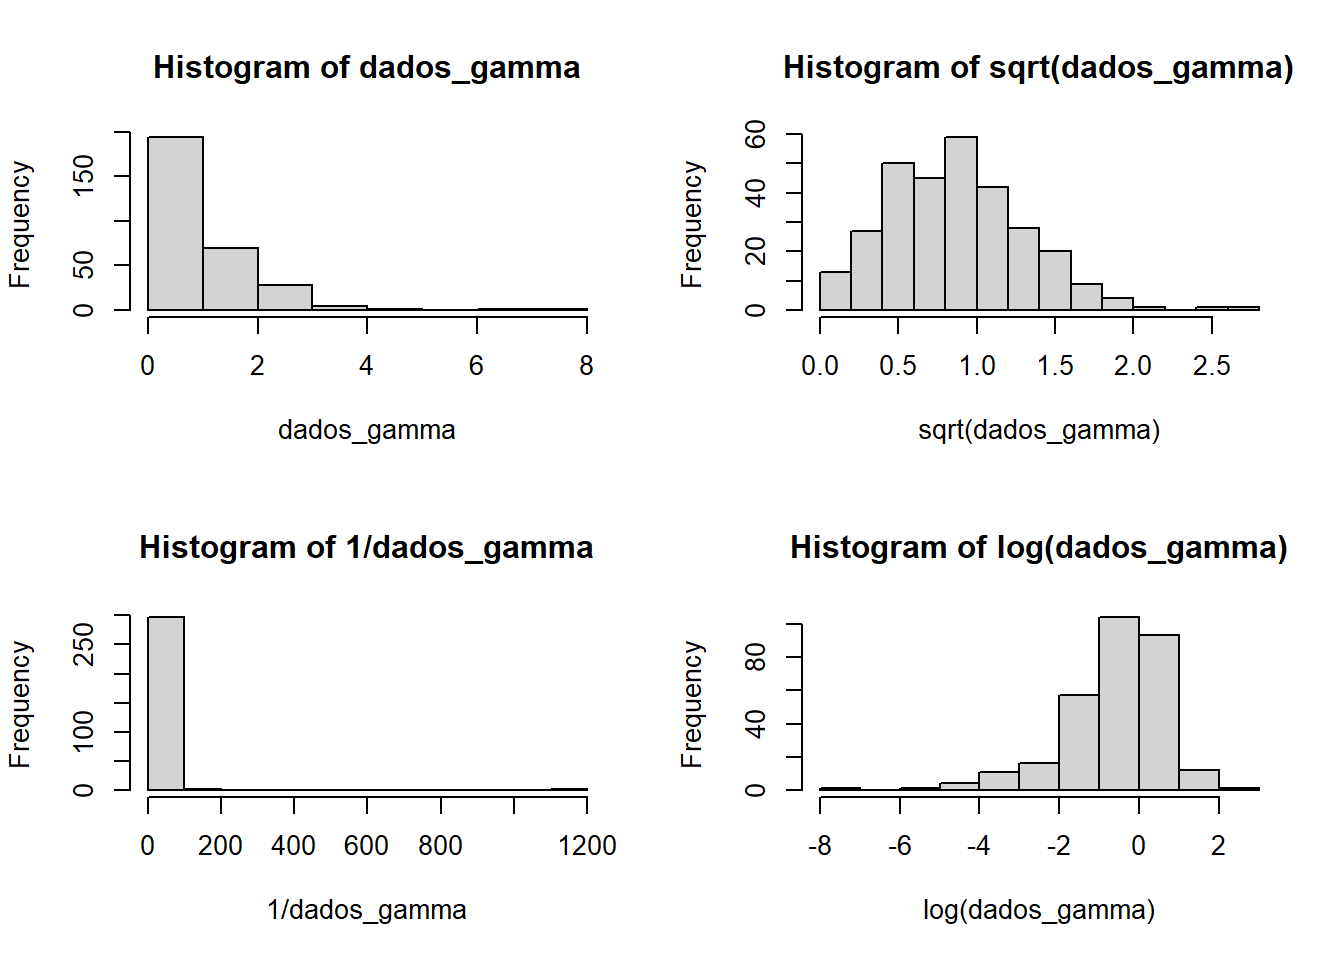 Histogram of dados_gamma
Frequency
0 50 150
0 2 4 6 8
dados_gamma
Histogram of sqrt(dados_gamma)
Frequency
0 20 40 60
0.0 0.5 1.0 1.5 2.0 2.5
sqrt(dados_gamma)
Histogram of 1/dados_gamma
Frequency
0 100 250
0 200 400 600 800 1200
1/dados_gamma
Histogram of log(dados_gamma)
Frequency
0 40 80
-8 -6 -4 -2 0 2
log(dados_gamma)